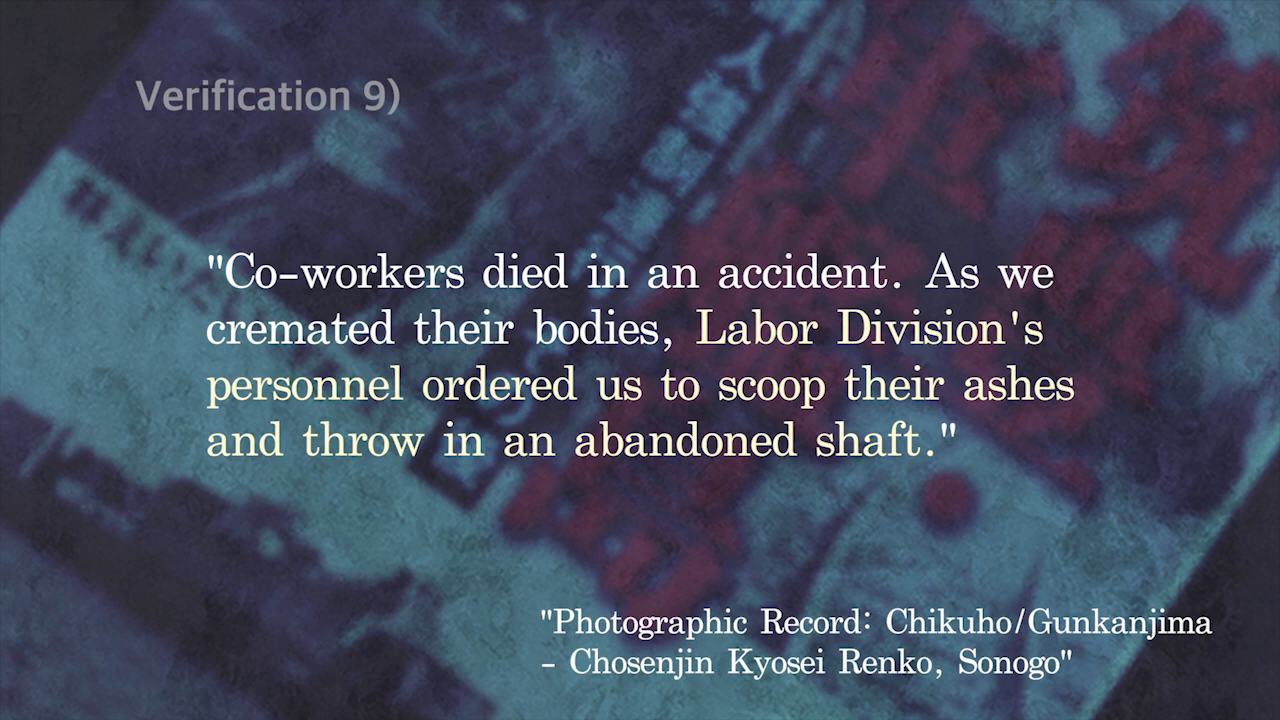 Verification 9)
"Co-workers died in an accident. As we
cremated their bodies, Labor Division's
personnel ordered us to scoop their ashes
and throw in an abandoned shaft."
"Photographic Record: Chikuho/Gunkanjima
- Chosenjin Kyosei Renko, Sonogo"